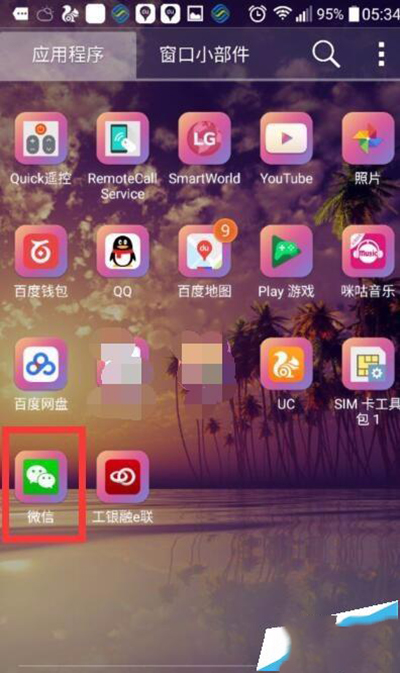 95% 05:34
应用程序 窗口小部件
Quick遥控 RemoteCall Service SmartWorld YouTube 照片
LG
9
du
百度钱包 QQ 百度地图 Play 游戏 咪咕音乐
Music
百度网盘 UC SIM 卡工具包 1
微信 工银融e联